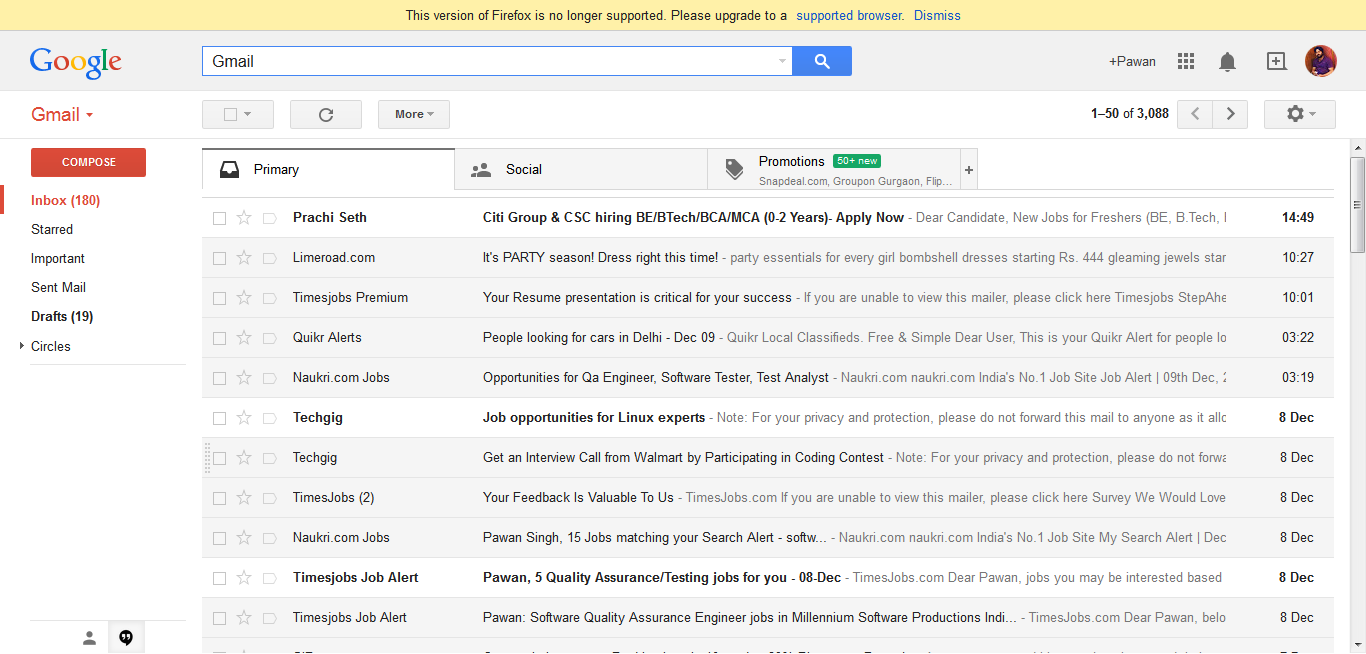 This version of Firefox is no longer supported. Please upgrade to a supported browser. Dismiss
Google
Gmail
+Pawan
Gmail
More
1–50 of 3,088
COMPOSE
Inbox (180)
Starred
Important
Sent Mail
Drafts (19)
Circles
Primary
Social
Promotions 50+ new
Snapdeal.com, Groupon Gurgaon, Flip...
Prachi Seth Citi Group & CSC hiring BE/BTech/BCA/MCA (0-2 Years)- Apply Now - Dear Candidate, New Jobs for Freshers (BE, B.Tech, 14:49
Limeroad.com It's PARTY season! Dress right this time! - party essentials for every girl bombshell dresses starting Rs. 444 gleaming jewels star 10:27
Timesjobs Premium Your Resume presentation is critical for your success - If you are unable to view this mailer, please click here Timesjobs StepAhe 10:01
Quikr Alerts People looking for cars in Delhi - Dec 09 - Quikr Local Classifieds. Free & Simple Dear User, This is your Quikr Alert for people lo 03:22
Naukri.com Jobs Opportunities for Qa Engineer, Software Tester, Test Analyst - Naukri.com naukri.com India's No.1 Job Site Job Alert | 09th Dec, 03:19
Techgig Job opportunities for Linux experts - Note: For your privacy and protection, please do not forward this mail to anyone as it allo 8 Dec
Techgig Get an Interview Call from Walmart by Participating in Coding Contest - Note: For your privacy and protection, please do not forwa 8 Dec
TimesJobs (2) Your Feedback Is Valuable To Us - TimesJobs.com If you are unable to view this mailer, please click here Survey We Would Love 8 Dec
Naukri.com Jobs Pawan Singh, 15 Jobs matching your Search Alert - softw... - Naukri.com naukri.com India's No.1 Job Site My Search Alert | Dec 8 Dec
Timesjobs Job Alert Pawan, 5 Quality Assurance/Testing jobs for you - 08-Dec - TimesJobs.com Dear Pawan, jobs you may be interested based 8 Dec
Timesjobs Job Alert Pawan: Software Quality Assurance Engineer jobs in Millennium Software Productions Indi... - TimesJobs.com Dear Pawan, belo 8 Dec